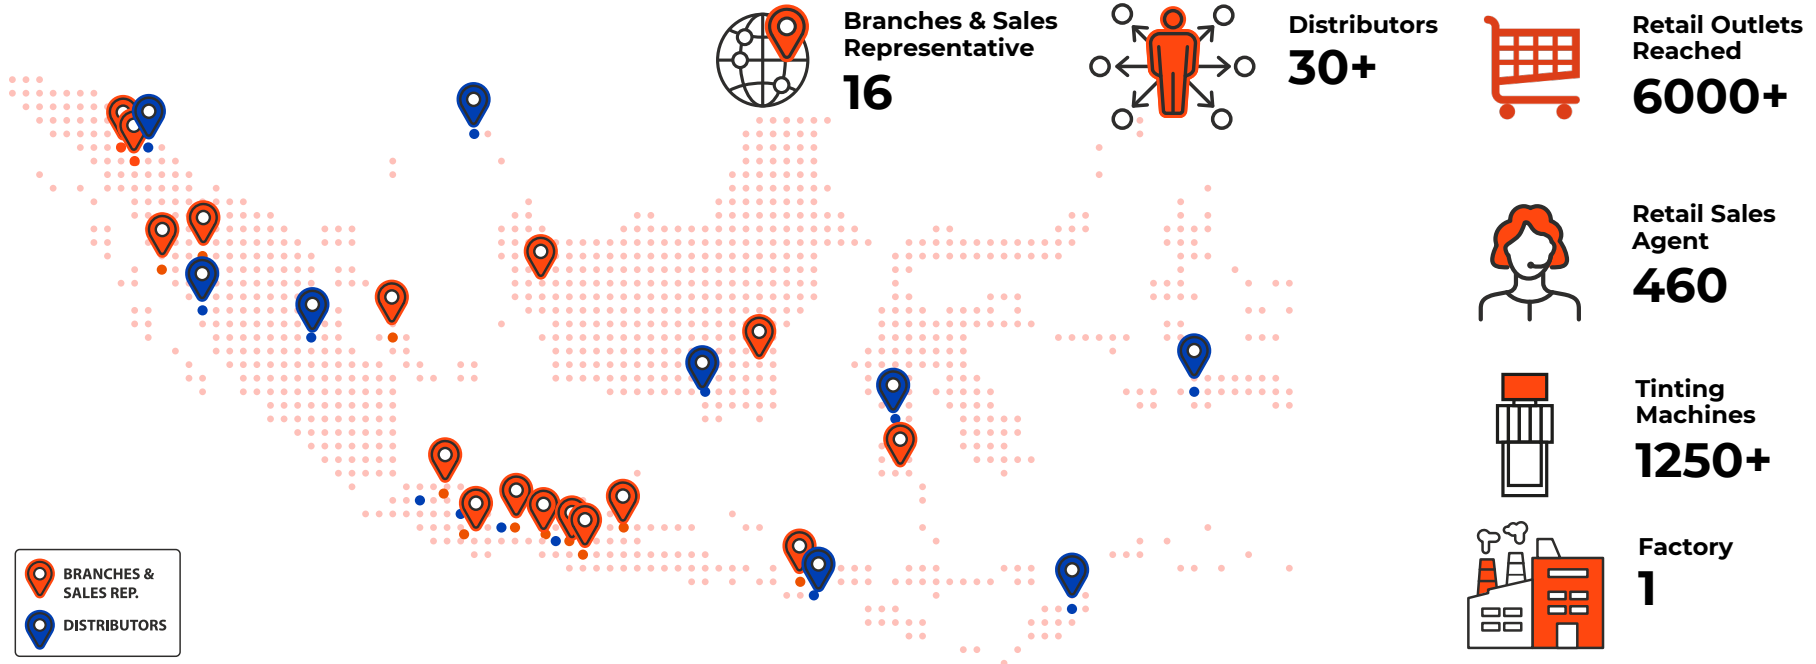 Branches & Sales
Representative
16
Distributors
30+
Retail Outlets
Reached
6000+
Retail Sales
Agent
460
Tinting
Machines
1250+
Factory
1
BRANCHES &
SALES REP.
DISTRIBUTORS